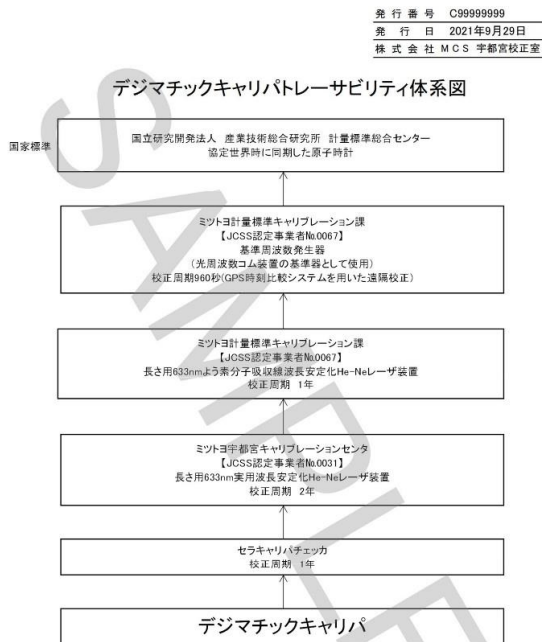 発行番号 C99999999
発行日 2021年9月29日
株式会社MCS 宇都宮校正室
デジマチックキャリパトレーサビリティ体系図
国家標準
国立研究開発法人 産業技術総合研究所 計量標準総合センター
協定世界時に同期した原子時計
ミツトヨ計量標準キャリブレーション課
【JCSS認定事業者№0067】
基準周波数発生器
(光周波数コム装置の基準器として使用)
校正周期960秒(GPS時刻比較システムを用いた遠隔校正)
ミツトヨ計量標準キャリブレーション課
【JCSS認定事業者№0067】
長さ用633nmよう素分子吸収線波長安定化He-Neレーザ装置
校正周期 1年
ミツトヨ宇都宮キャリブレーションセンタ
【JCSS認定事業者№0031】
長さ用633nm実用波長安定化He-Neレーザ装置
校正周期 2年
セラキャリパチェッカ
校正周期 1年
デジマチックキャリパ
SAMPLE